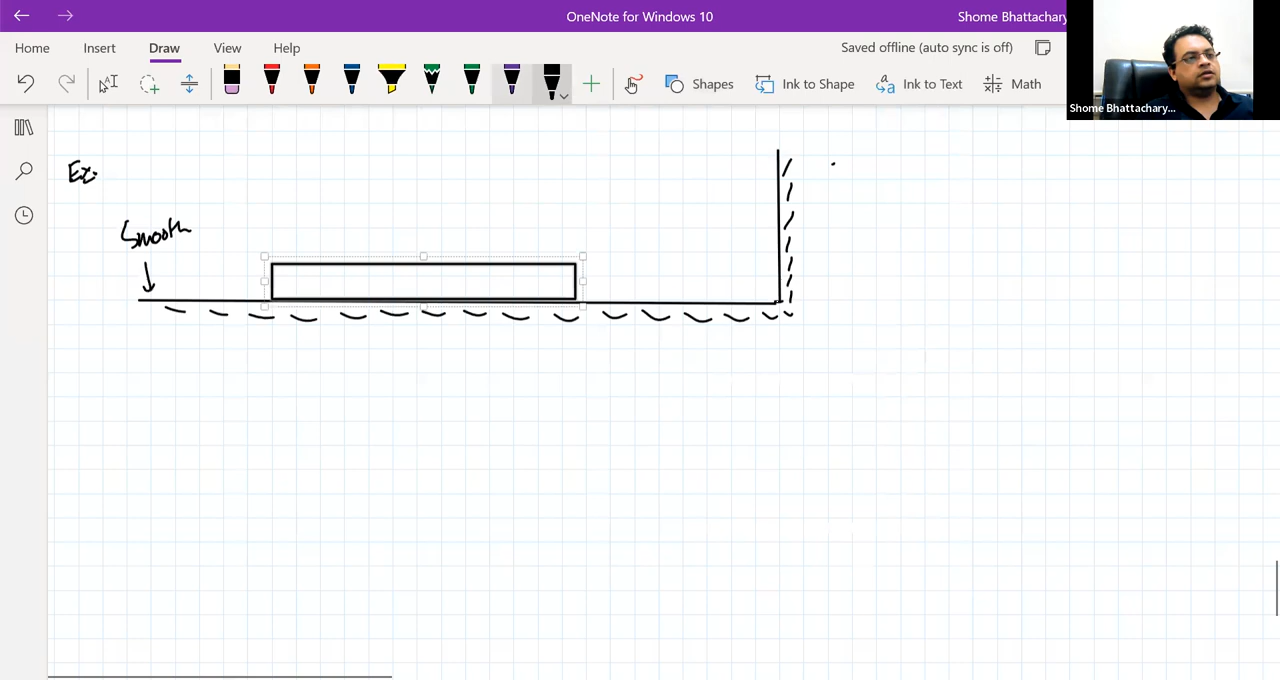 OneNote for Windows 10
Shome Bhattachary
Home Insert Draw View Help
Saved offline (auto sync is off)
Shapes Ink to Shape Ink to Text Math
Shome Bhattachary...
Ex:
Smooth